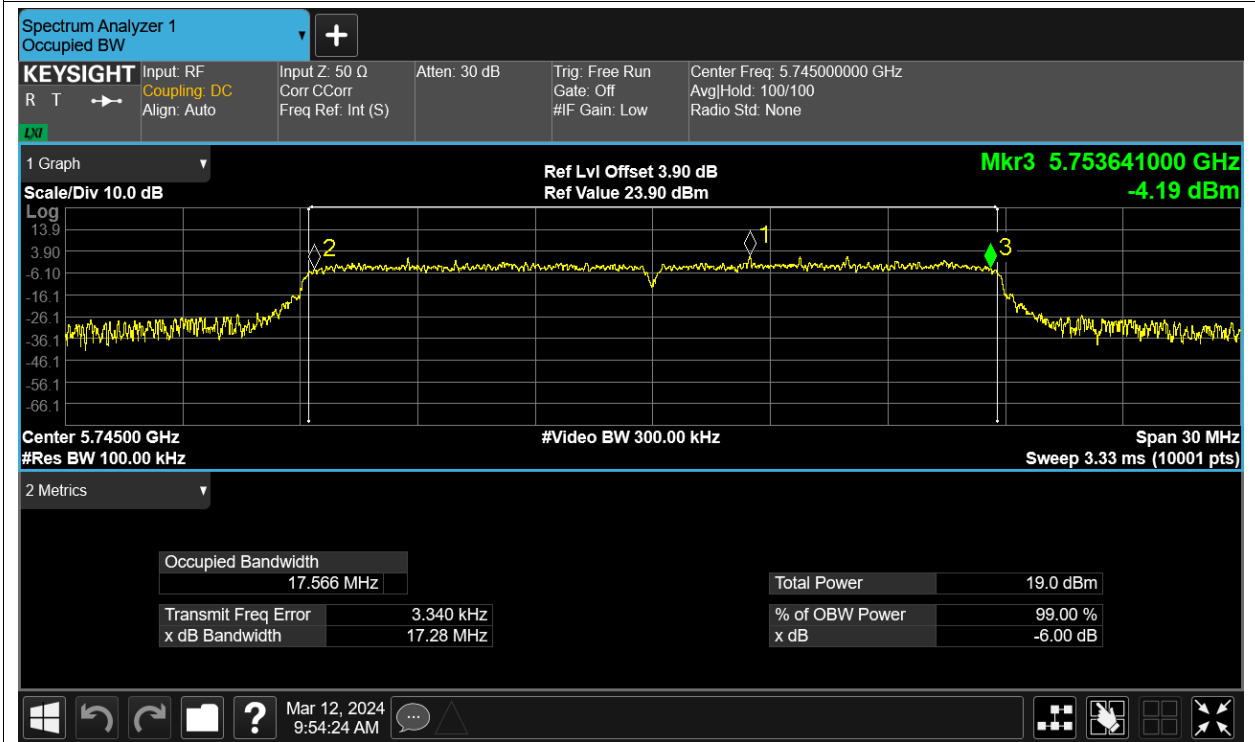 Spectrum Analyzer 1
Occupied BW
KEYSIGHT
R T
LXI
Input: RF
Coupling: DC
Align: Auto
Input Z: 50 Ω
Corr CCorr
Freq Ref: Int (S)
Atten: 30 dB
Trig: Free Run
Gate: Off
#IF Gain: Low
Center Freq: 5.745000000 GHz
Avg|Hold: 100/100
Radio Std: None
1 Graph
Scale/Div 10.0 dB
Ref Lvl Offset 3.90 dB
Ref Value 23.90 dBm
Mkr3 5.753641000 GHz
-4.19 dBm
Log
13.9
3.90
-6.10
-16.1
-26.1
-36.1
-46.1
-56.1
-66.1
2
1
3
Center 5.74500 GHz
#Res BW 100.00 kHz
#Video BW 300.00 kHz
Span 30 MHz
Sweep 3.33 ms (10001 pts)
2 Metrics
Occupied Bandwidth
17.566 MHz
Transmit Freq Error 3.340 kHz
x dB Bandwidth 17.28 MHz
Total Power 19.0 dBm
% of OBW Power 99.00 %
x dB -6.00 dB
?
Mar 12, 2024
9:54:24 AM